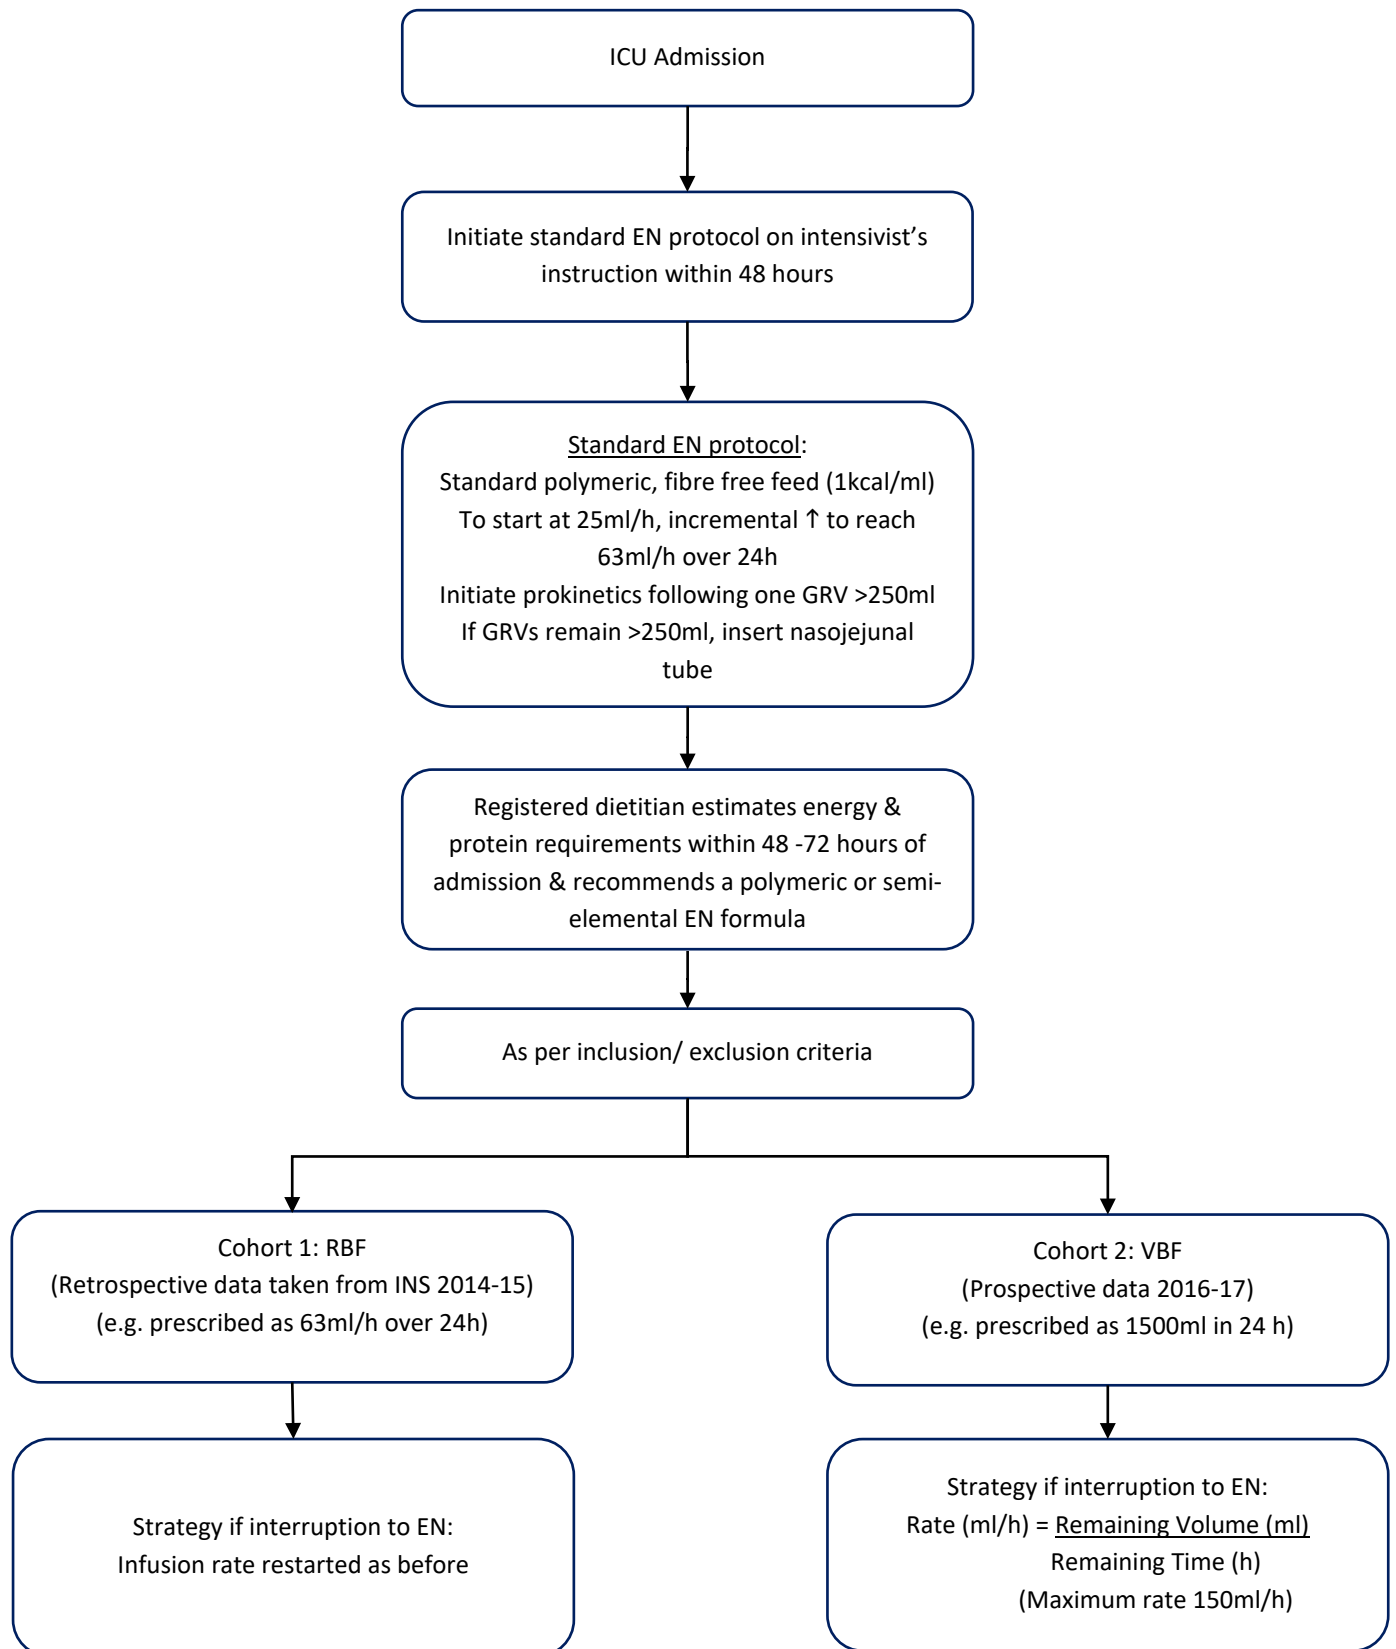 ICU Admission
Initiate standard EN protocol on intensivist’s
instruction within 48 hours
Standard EN protocol:
Standard polymeric, fibre free feed (1kcal/ml)
To start at 25ml/h, incremental ↑ to reach
63ml/h over 24h
Initiate prokinetics following one GRV >250ml
If GRVs remain >250ml, insert nasojejunal
tube
Registered dietitian estimates energy &
protein requirements within 48 -72 hours of
admission & recommends a polymeric or semi-
elemental EN formula
As per inclusion/ exclusion criteria
Cohort 1: RBF
(Retrospective data taken from INS 2014-15)
(e.g. prescribed as 63ml/h over 24h)
Cohort 2: VBF
(Prospective data 2016-17)
(e.g. prescribed as 1500ml in 24 h)
Strategy if interruption to EN:
Infusion rate restarted as before
Strategy if interruption to EN:
Rate (ml/h) = Remaining Volume (ml)
Remaining Time (h)
(Maximum rate 150ml/h)